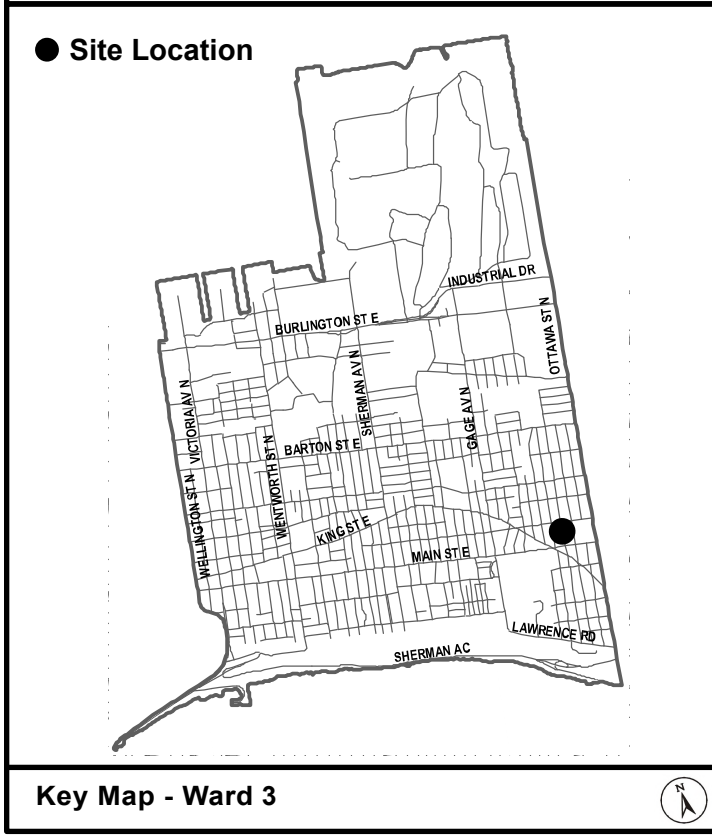 Site Location
INDUSTRIAL DR
BURLINGTON ST E
OTTAWA ST N
SHERMAN AV N
VICTORIA AV N
GAGE AV N
WENTWORTH ST N
BARTON ST E
WELLINGTON ST N
KING ST E
MAIN ST E
LAWRENCE RD
SHERMAN AC
Key Map - Ward 3
N